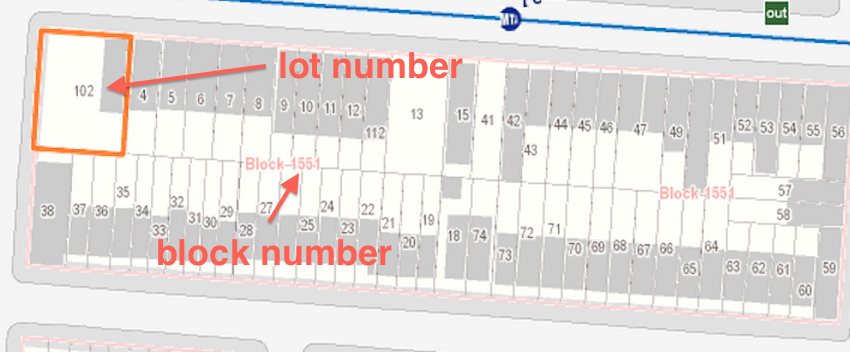 out
MTA
lot number
102
4 5 6 7 8 9 10 11 12 112 13 15 41 42 43 44 45 46 47 49 51 52 53 54 55 56
Block 1551
Block 1551
57
58
38 37 36 35 34 33 32 31 30 29 28 27 25 24 23 22 21 20 19 18 74 73 72 71 70 69 68 67 66 65 64 63 62 61 60 59
block number